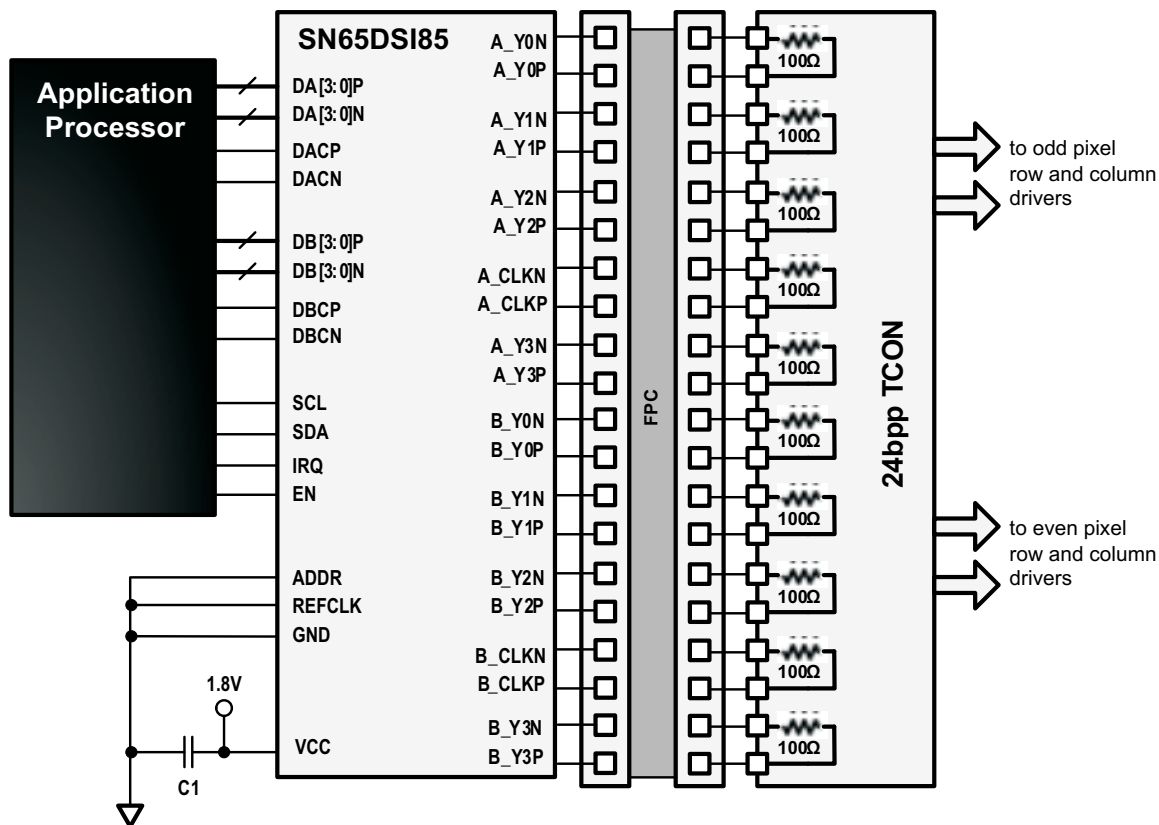 SN65DSI85
Application
Processor
DA[3:0]P
DA[3:0]N
DACP
DACN
DB[3:0]P
DB[3:0]N
DBCP
DBCN
SCL
SDA
IRQ
EN
ADDR
REFCLK
GND
1.8V
VCC
C1
A_Y0N
A_Y0P
A_Y1N
A_Y1P
A_Y2N
A_Y2P
A_CLKN
A_CLKP
A_Y3N
A_Y3P
B_Y0N
B_Y0P
B_Y1N
B_Y1P
B_Y2N
B_Y2P
B_CLKN
B_CLKP
B_Y3N
B_Y3P
FPC
100Ω
100Ω
100Ω
100Ω
100Ω
100Ω
100Ω
100Ω
100Ω
100Ω
24bpp TCON
to odd pixel
row and column
drivers
to even pixel
row and column
drivers